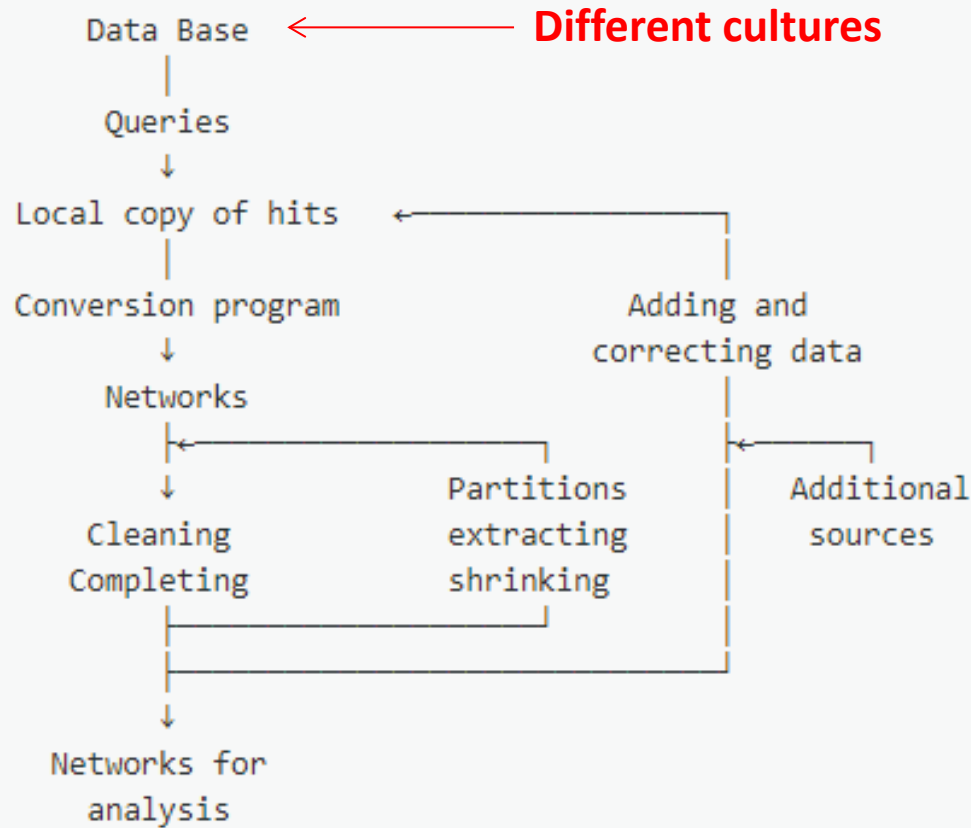 Data Base
Different cultures
Queries
Local copy of hits
Conversion program
Adding and
correcting data
Networks
Partitions
extracting
shrinking
Additional
sources
Cleaning
Completing
Networks for
analysis